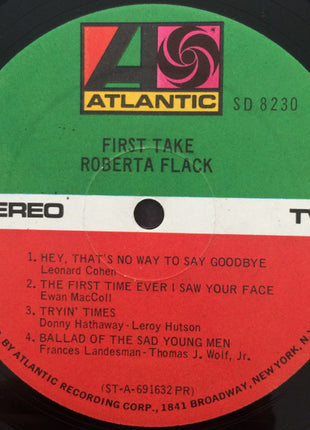 ATLANTIC
SD 8230
FIRST TAKE
ROBERTA FLACK
EREO
1. HEY, THAT'S NO WAY TO SAY GOODBYE
Leonard Cohen
2. THE FIRST TIME EVER I SAW YOUR FACE
Ewan MacColl
3. TRYIN' TIMES
Donny Hathaway - Leroy Hutson
4. BALLAD OF THE SAD YOUNG MEN
Frances Landesman - Thomas J. Wolf, Jr.
(ST-A-691632 PR)
BY ATLANTIC RECORDING CORP., 1841 BROADWAY, NEW YORK, N.